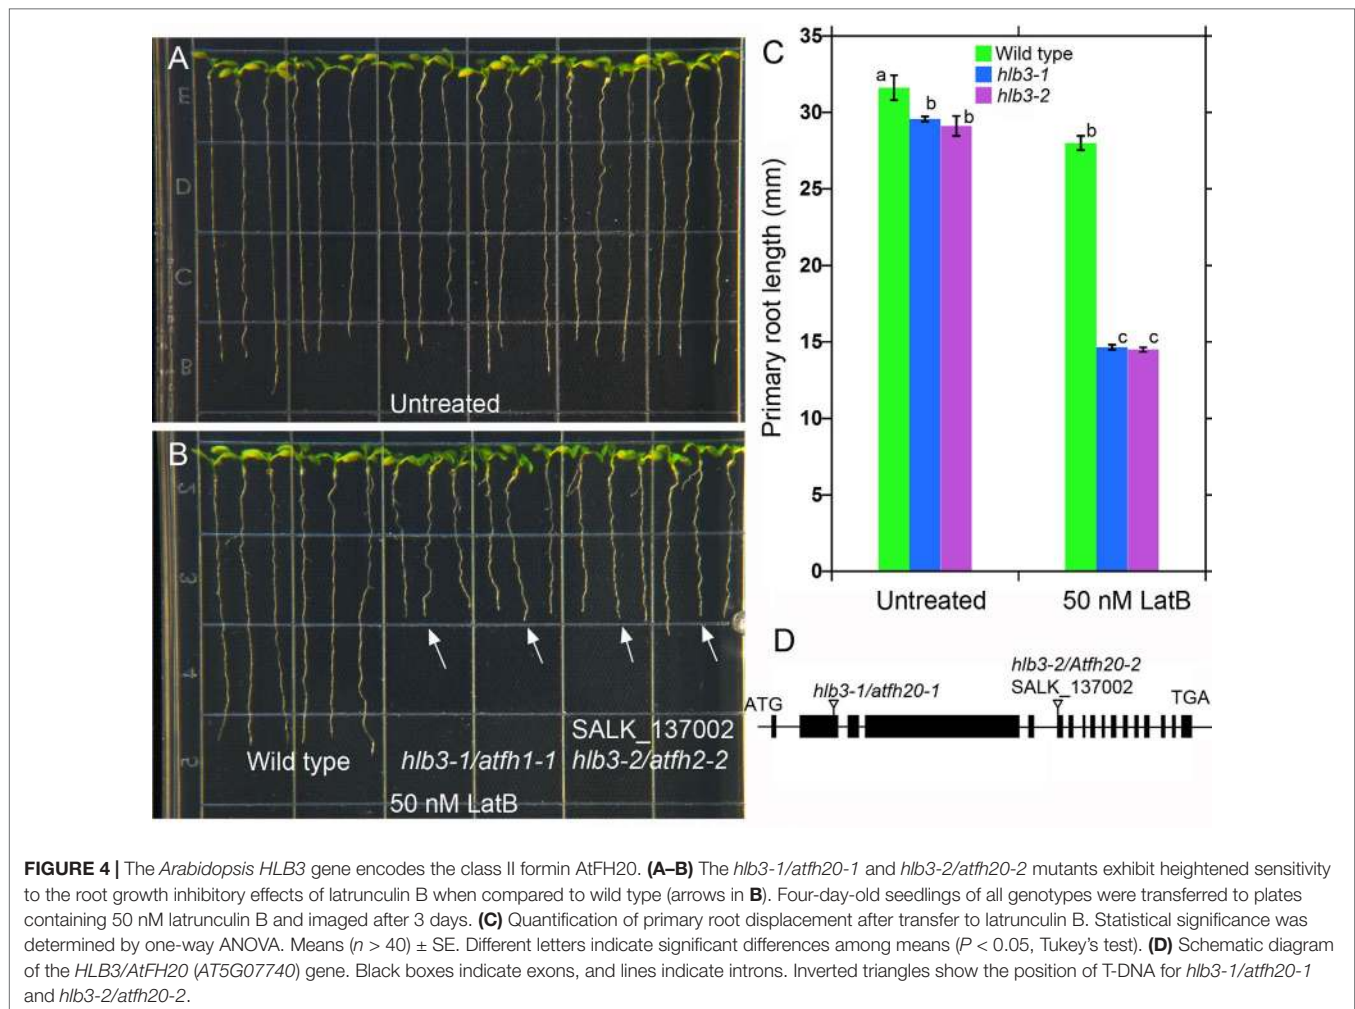 A
E
D
C
B
Untreated
B
3
4
SALK_137002
Wild type hlb3-1/atfh1-1 hlb3-2/atfh2-2
50 nM LatB
C
Primary root length (mm)
35
30
25
20
15
10
5
0
Wild type
hlb3-1
hlb3-2
a
b
b
b
c
c
Untreated 50 nM LatB
D
hlb3-2/Atfh20-2
SALK_137002
hlb3-1/atfh20-1
ATG
TGA
FIGURE 4 | The Arabidopsis HLB3 gene encodes the class II formin AtFH20. (A–B) The hlb3-1/atfh20-1 and hlb3-2/atfh20-2 mutants exhibit heightened sensitivity
to the root growth inhibitory effects of latrunculin B when compared to wild type (arrows in B). Four-day-old seedlings of all genotypes were transferred to plates
containing 50 nM latrunculin B and imaged after 3 days. (C) Quantification of primary root displacement after transfer to latrunculin B. Statistical significance was
determined by one-way ANOVA. Means (n > 40) ± SE. Different letters indicate significant differences among means (P < 0.05, Tukey's test). (D) Schematic diagram
of the HLB3/AtFH20 (AT5G07740) gene. Black boxes indicate exons, and lines indicate introns. Inverted triangles show the position of T-DNA for hlb3-1/atfh20-1
and hlb3-2/atfh20-2.